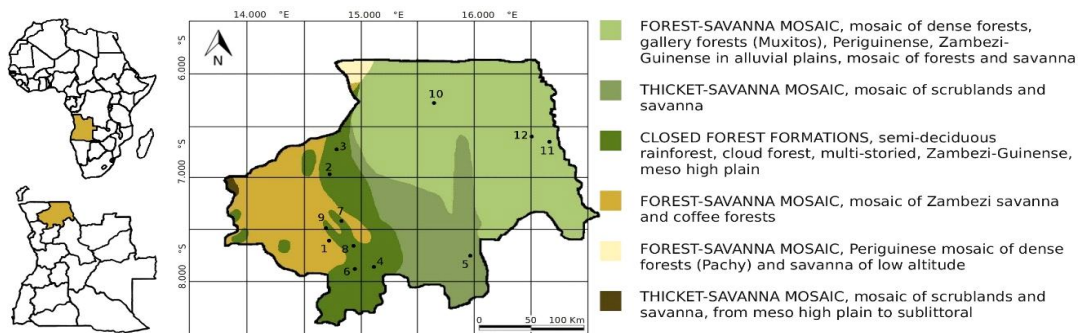 14.000 °E 15.000 °E 16.000 °E
°S
N
6.000
°S
7.000
°S
8.000
10
12
11
3
2
9
7
1
8
6
4
5
0 50 100 Km
FOREST-SAVANNA MOSAIC, mosaic of dense forests,
gallery forests (Muxitos), Periguinense, Zambezi-
Guinense in alluvial plains, mosaic of forests and savanna
THICKET-SAVANNA MOSAIC, mosaic of scrublands and
savanna
CLOSED FOREST FORMATIONS, semi-deciduous
rainforest, cloud forest, multi-storied, Zambezi-Guinense,
meso high plain
FOREST-SAVANNA MOSAIC, mosaic of Zambezi savanna
and coffee forests
FOREST-SAVANNA MOSAIC, Periguinese mosaic of dense
forests (Pachy) and savanna of low altitude
THICKET-SAVANNA MOSAIC, mosaic of scrublands and
savanna, from meso high plain to sublittoral